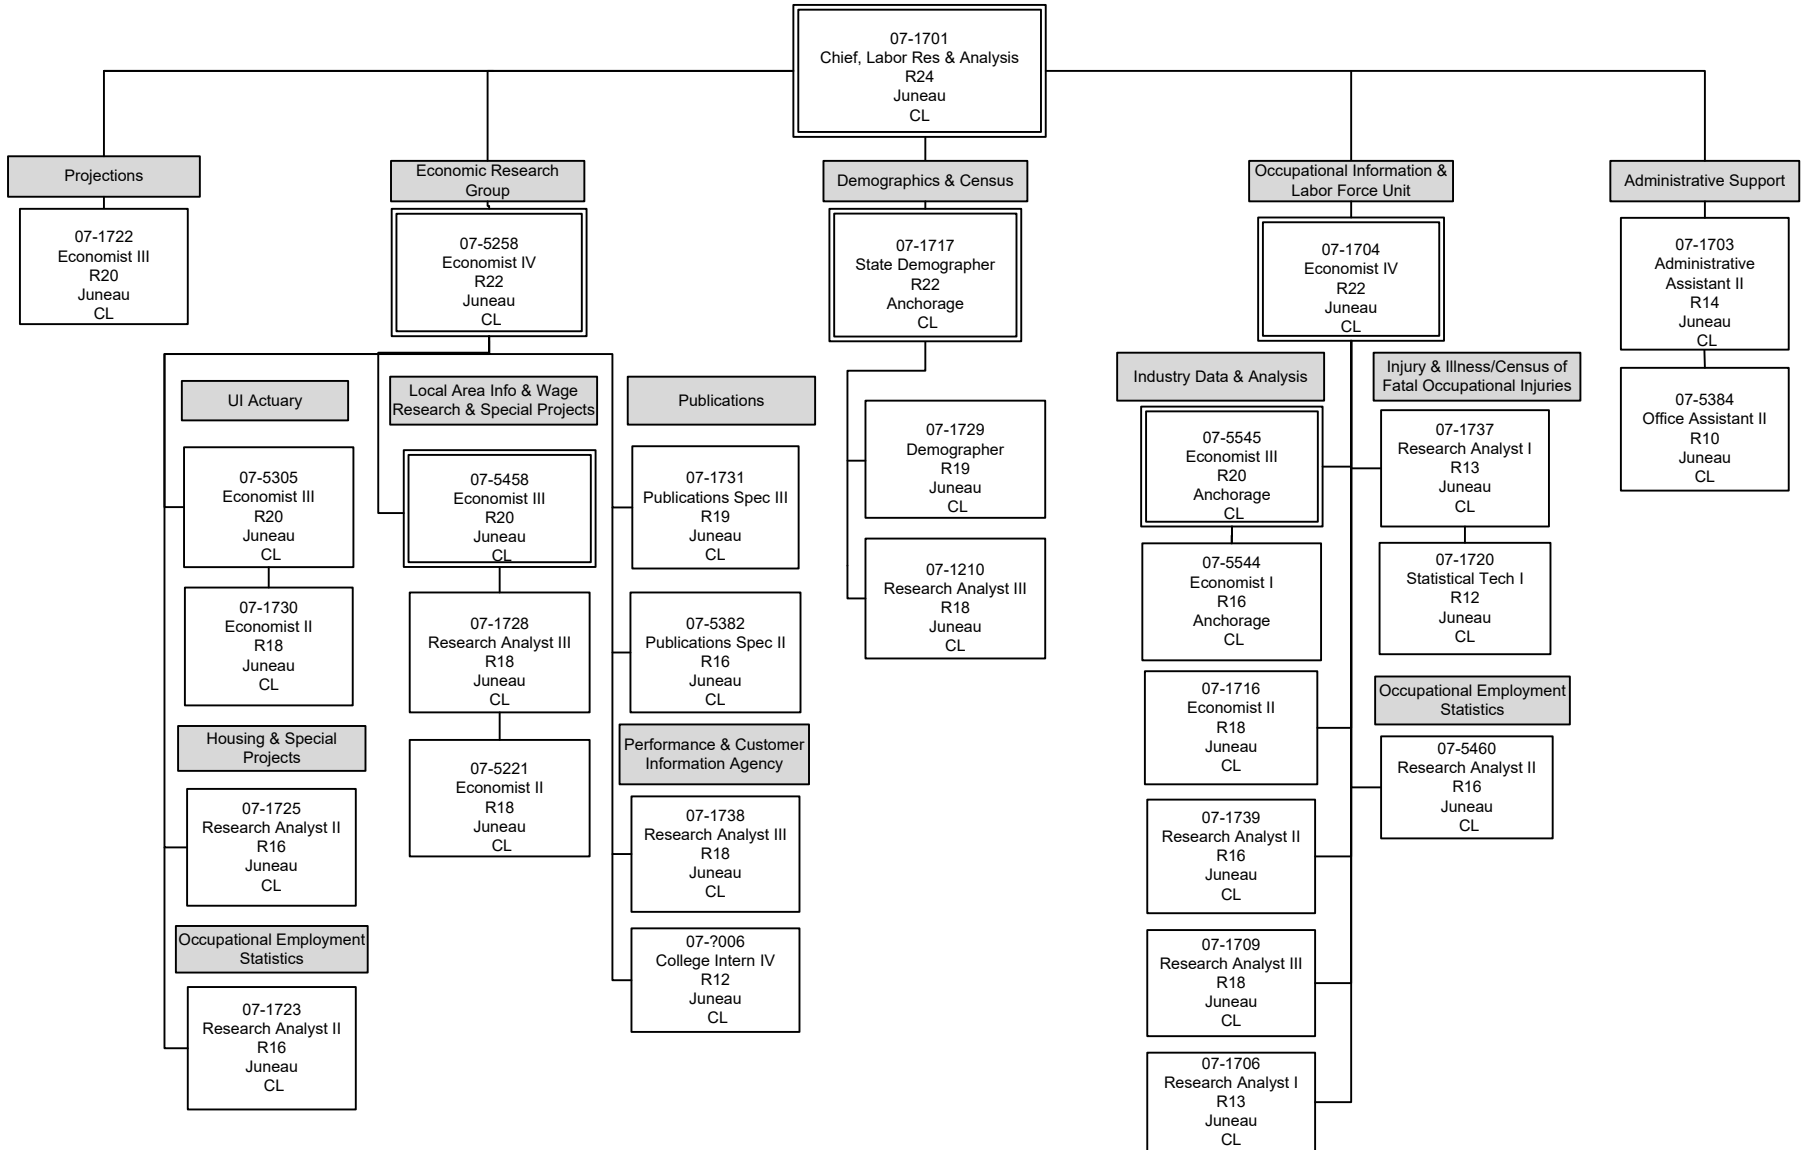 07-1701
Chief, Labor Res & Analysis
R24
Juneau
CL
Projections
07-1722
Economist III
R20
Juneau
CL
Economic Research
Group
07-5258
Economist IV
R22
Juneau
CL
UI Actuary
07-5305
Economist III
R20
Juneau
CL
07-1730
Economist II
R18
Juneau
CL
Housing & Special
Projects
07-1725
Research Analyst II
R16
Juneau
CL
Occupational Employment
Statistics
07-1723
Research Analyst II
R16
Juneau
CL
Local Area Info & Wage
Research & Special Projects
07-5458
Economist III
R20
Juneau
CL
07-1728
Research Analyst III
R18
Juneau
CL
07-5221
Economist II
R18
Juneau
CL
Publications
07-1731
Publications Spec III
R19
Juneau
CL
07-5382
Publications Spec II
R16
Juneau
CL
Performance & Customer
Information Agency
07-1738
Research Analyst III
R18
Juneau
CL
07-?006
College Intern IV
R12
Juneau
CL
Demographics & Census
07-1717
State Demographer
R22
Anchorage
CL
07-1729
Demographer
R19
Juneau
CL
07-1210
Research Analyst III
R18
Juneau
CL
Occupational Information &
Labor Force Unit
07-1704
Economist IV
R22
Juneau
CL
Industry Data & Analysis
07-5545
Economist III
R20
Anchorage
CL
07-5544
Economist I
R16
Anchorage
CL
07-1716
Economist II
R18
Juneau
CL
07-1739
Research Analyst II
R16
Juneau
CL
07-1709
Research Analyst III
R18
Juneau
CL
07-1706
Research Analyst I
R13
Juneau
CL
Injury & Illness/Census of
Fatal Occupational Injuries
07-1737
Research Analyst I
R13
Juneau
CL
07-1720
Statistical Tech I
R12
Juneau
CL
Occupational Employment
Statistics
07-5460
Research Analyst II
R16
Juneau
CL
Administrative Support
07-1703
Administrative
Assistant II
R14
Juneau
CL
07-5384
Office Assistant II
R10
Juneau
CL